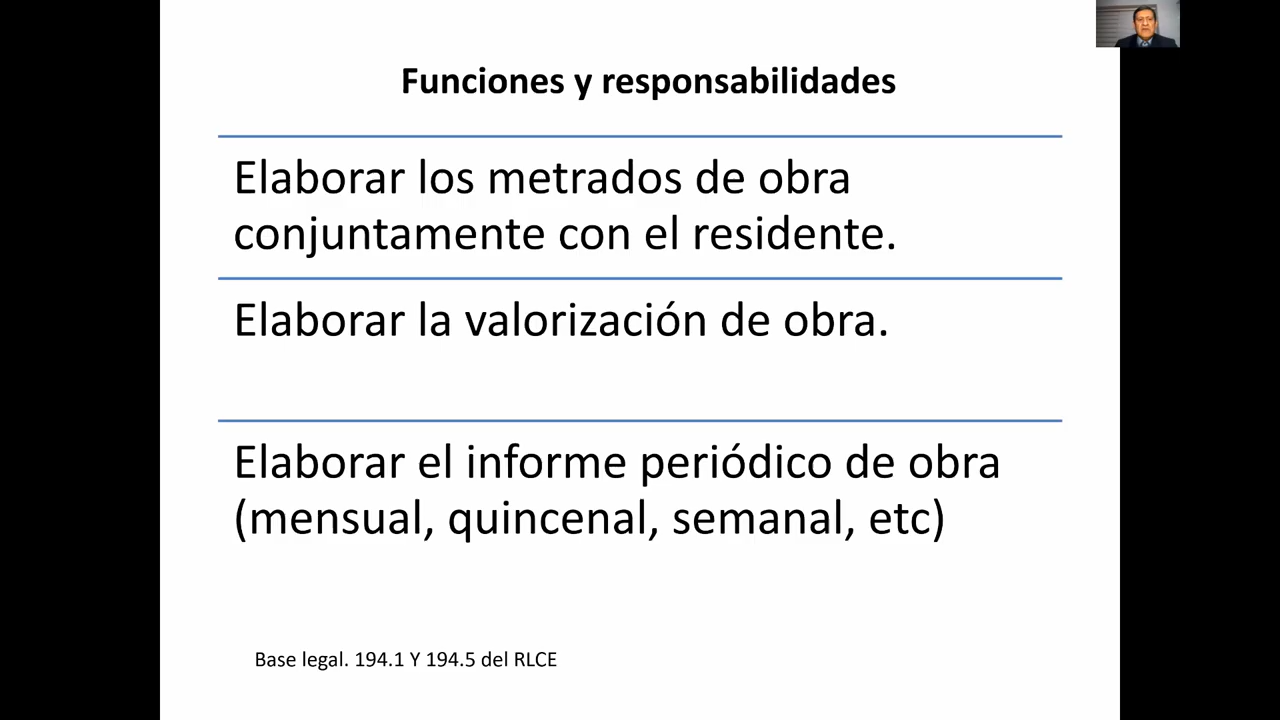 Funciones y responsabilidades
Elaborar los metrados de obra
conjuntamente con el residente.
Elaborar la valorización de obra.
Elaborar el informe periódico de obra
(mensual, quincenal, semanal, etc)
Base legal. 194.1 Y 194.5 del RLCE